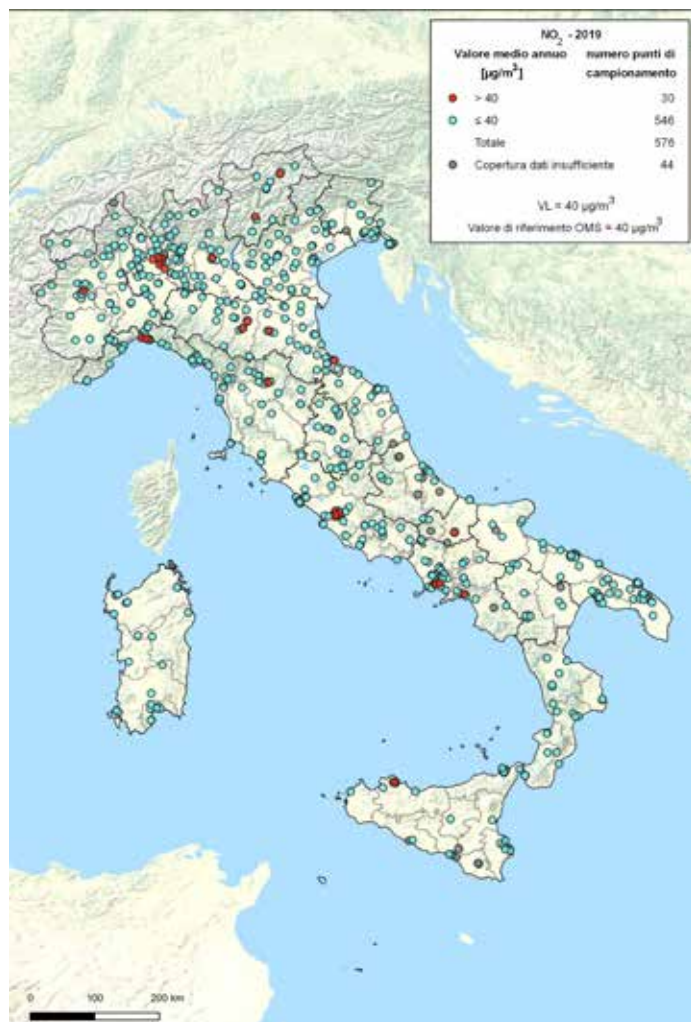 NO2 - 2019
Valore medio annuo numero punti di
[µg/m³] campionamento
> 40 30
≤ 40 546
Totale 576
Copertura dati insufficiente 44
VL = 40 µg/m³
Valore di riferimento OMS = 40 µg/m³
0 100 200 km